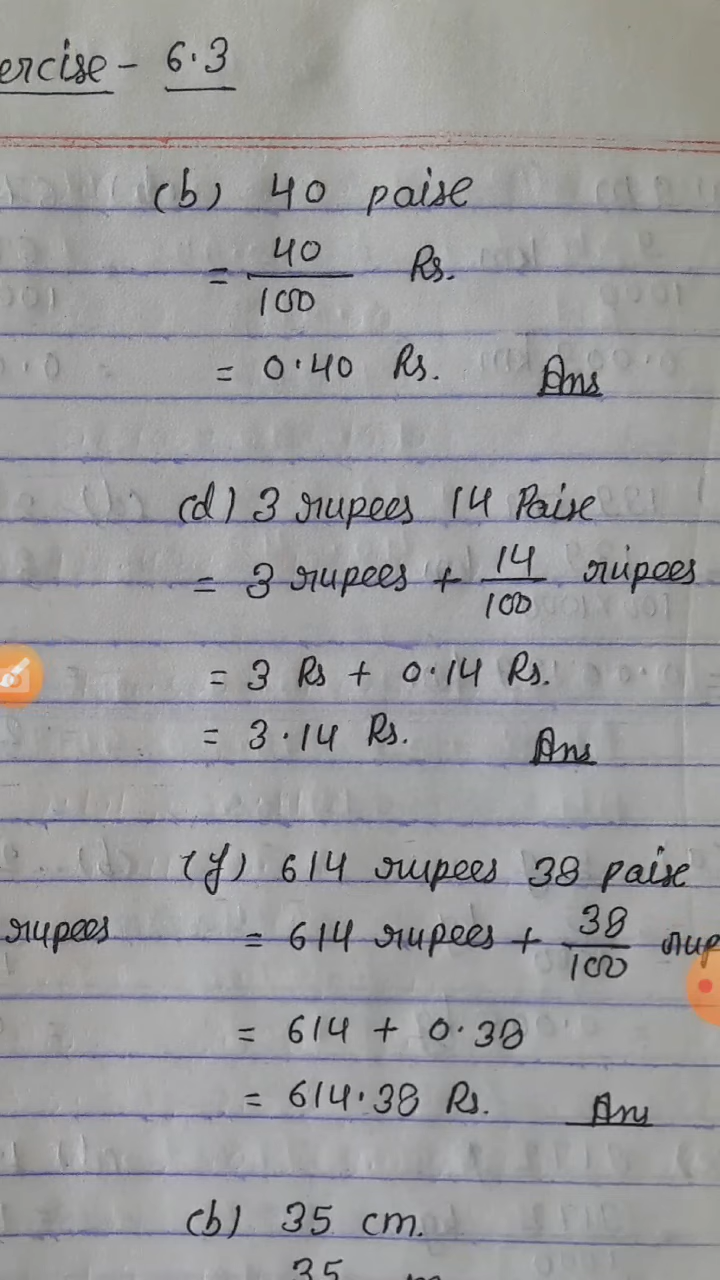 ercise - 6.3
(b) 40 paise
= 40/100 Rs.
= 0.40 Rs. Ans
(d) 3 rupees 14 Paise
= 3 rupees + 14/100 rupees
= 3 Rs + 0.14 Rs.
= 3.14 Rs. Ans
(f) 614 rupees 38 paise
rupees = 614 rupees + 38/100 rup
= 614 + 0.38
= 614.38 Rs. Ans
(b) 35 cm.
35 m